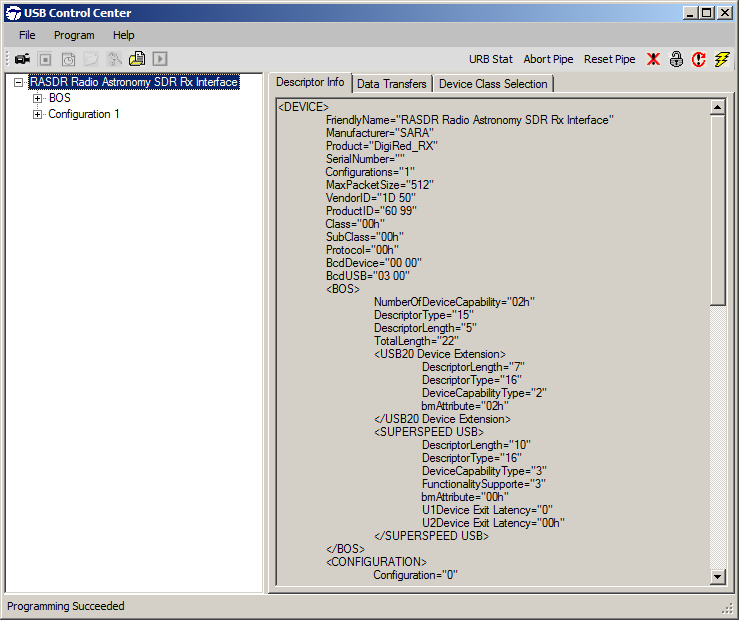 USB Control Center
File Program Help
URB Stat Abort Pipe Reset Pipe
RASDR Radio Astronomy SDR Rx Interface
BOS
Configuration 1
Descriptor Info Data Transfers Device Class Selection
<DEVICE>
FriendlyName="RASDR Radio Astronomy SDR Rx Interface"
Manufacturer="SARA"
Product="DigiRed_RX"
SerialNumber=""
Configurations="1"
MaxPacketSize="512"
VendorID="1D 50"
ProductID="60 99"
Class="00h"
SubClass="00h"
Protocol="00h"
BcdDevice="00 00"
BcdUSB="03 00"
<BOS>
NumberOfDeviceCapability="02h"
DescriptorType="15"
DescriptorLength="5"
TotalLength="22"
<USB20 Device Extension>
DescriptorLength="7"
DescriptorType="16"
DeviceCapabilityType="2"
bmAttribute="02h"
</USB20 Device Extension>
<SUPERSPEED USB>
DescriptorLength="10"
DescriptorType="16"
DeviceCapabilityType="3"
FunctionalitySupporte="3"
bmAttribute="00h"
U1Device Exit Latency="0"
U2Device Exit Latency="00h"
</SUPERSPEED USB>
</BOS>
<CONFIGURATION>
Configuration="0"
Programming Succeeded